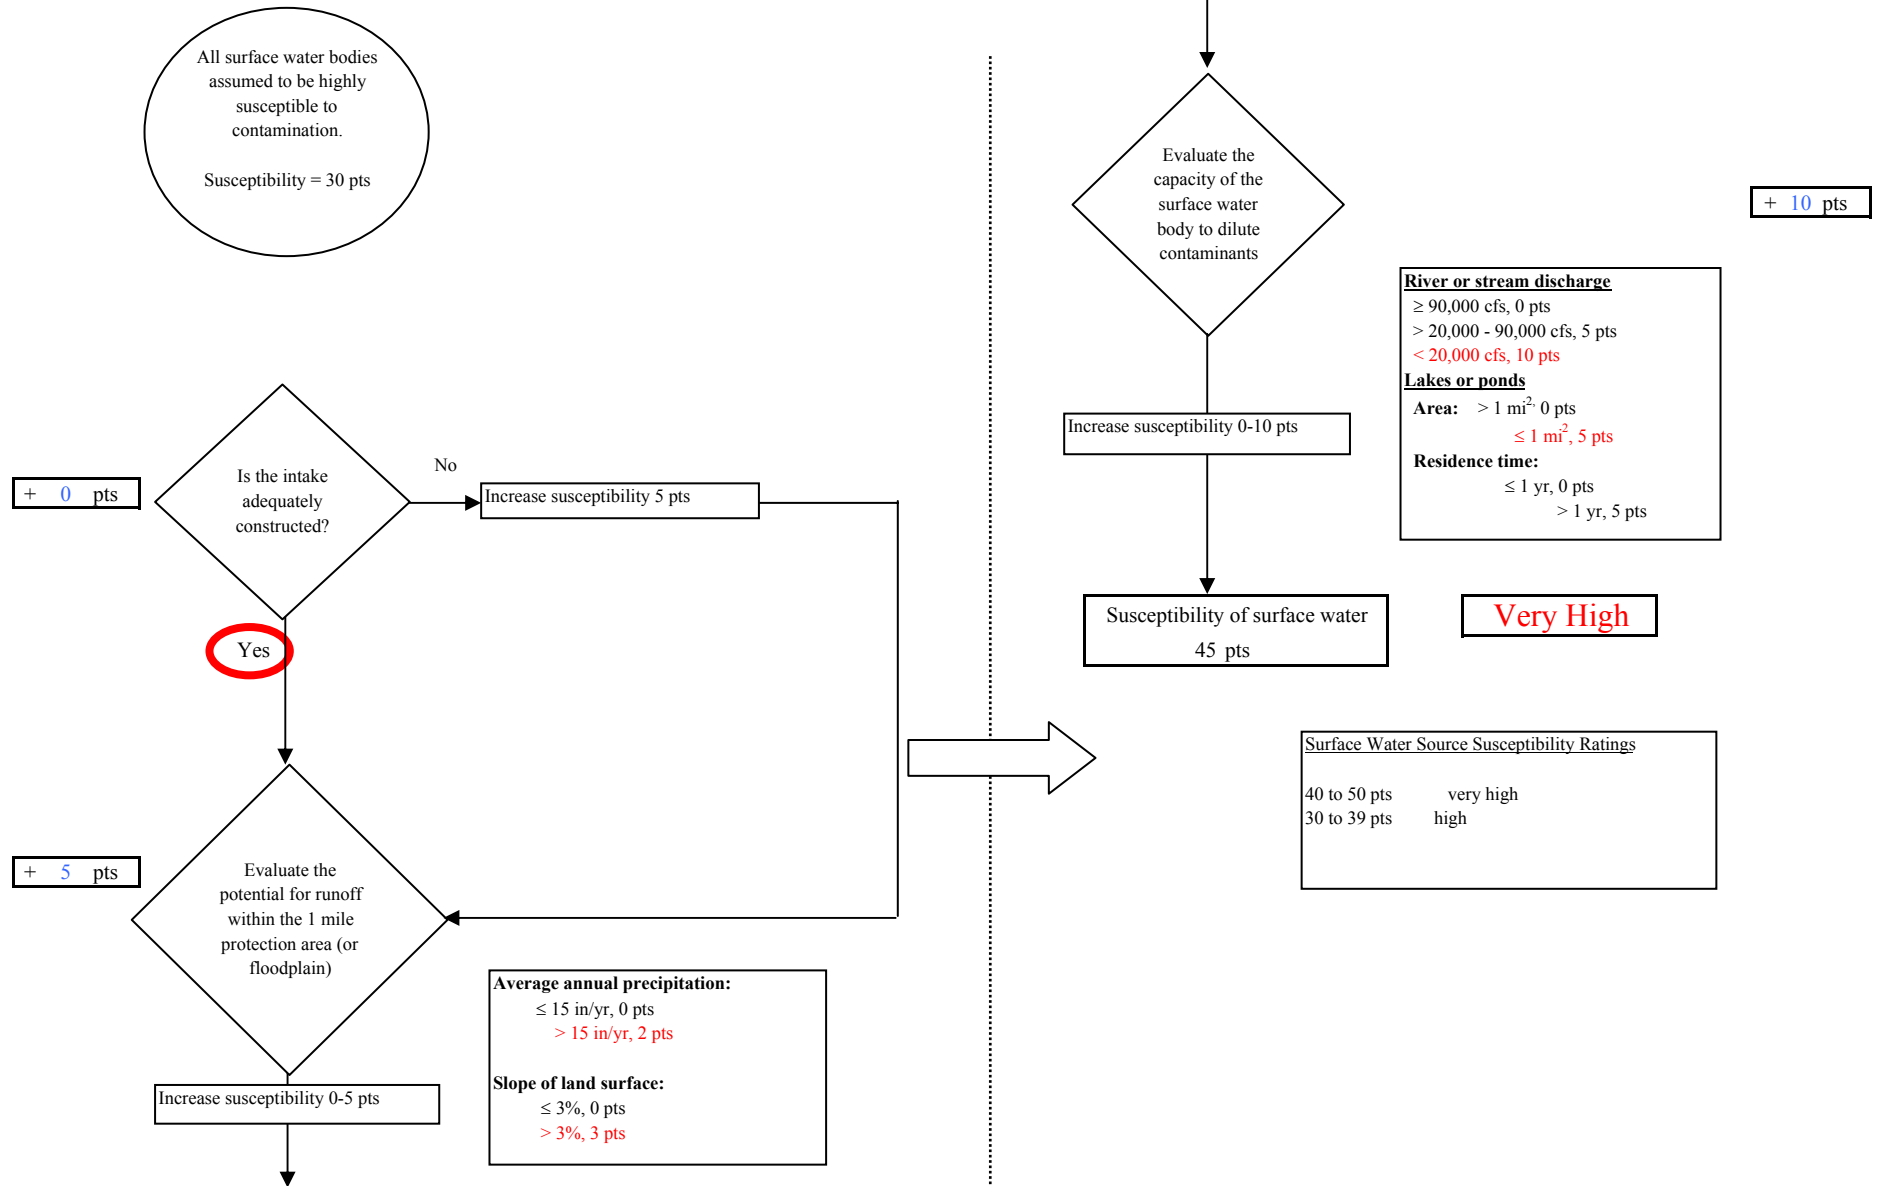 All surface water bodies
assumed to be highly
susceptible to
contamination.
Susceptibility = 30 pts
+ 0 pts
Is the intake
adequately
constructed?
No
Increase susceptibility 5 pts
Yes
+ 5 pts
Evaluate the
potential for runoff
within the 1 mile
protection area (or
floodplain)
Increase susceptibility 0-5 pts
Average annual precipitation:
≤ 15 in/yr, 0 pts
> 15 in/yr, 2 pts
Slope of land surface:
≤ 3%, 0 pts
> 3%, 3 pts
Evaluate the
capacity of the
surface water
body to dilute
contaminants
+ 10 pts
River or stream discharge
≥ 90,000 cfs, 0 pts
> 20,000 - 90,000 cfs, 5 pts
< 20,000 cfs, 10 pts
Lakes or ponds
Area: > 1 mi², 0 pts
≤ 1 mi², 5 pts
Residence time:
≤ 1 yr, 0 pts
> 1 yr, 5 pts
Increase susceptibility 0-10 pts
Susceptibility of surface water
45 pts
Very High
Surface Water Source Susceptibility Ratings
40 to 50 pts very high
30 to 39 pts high